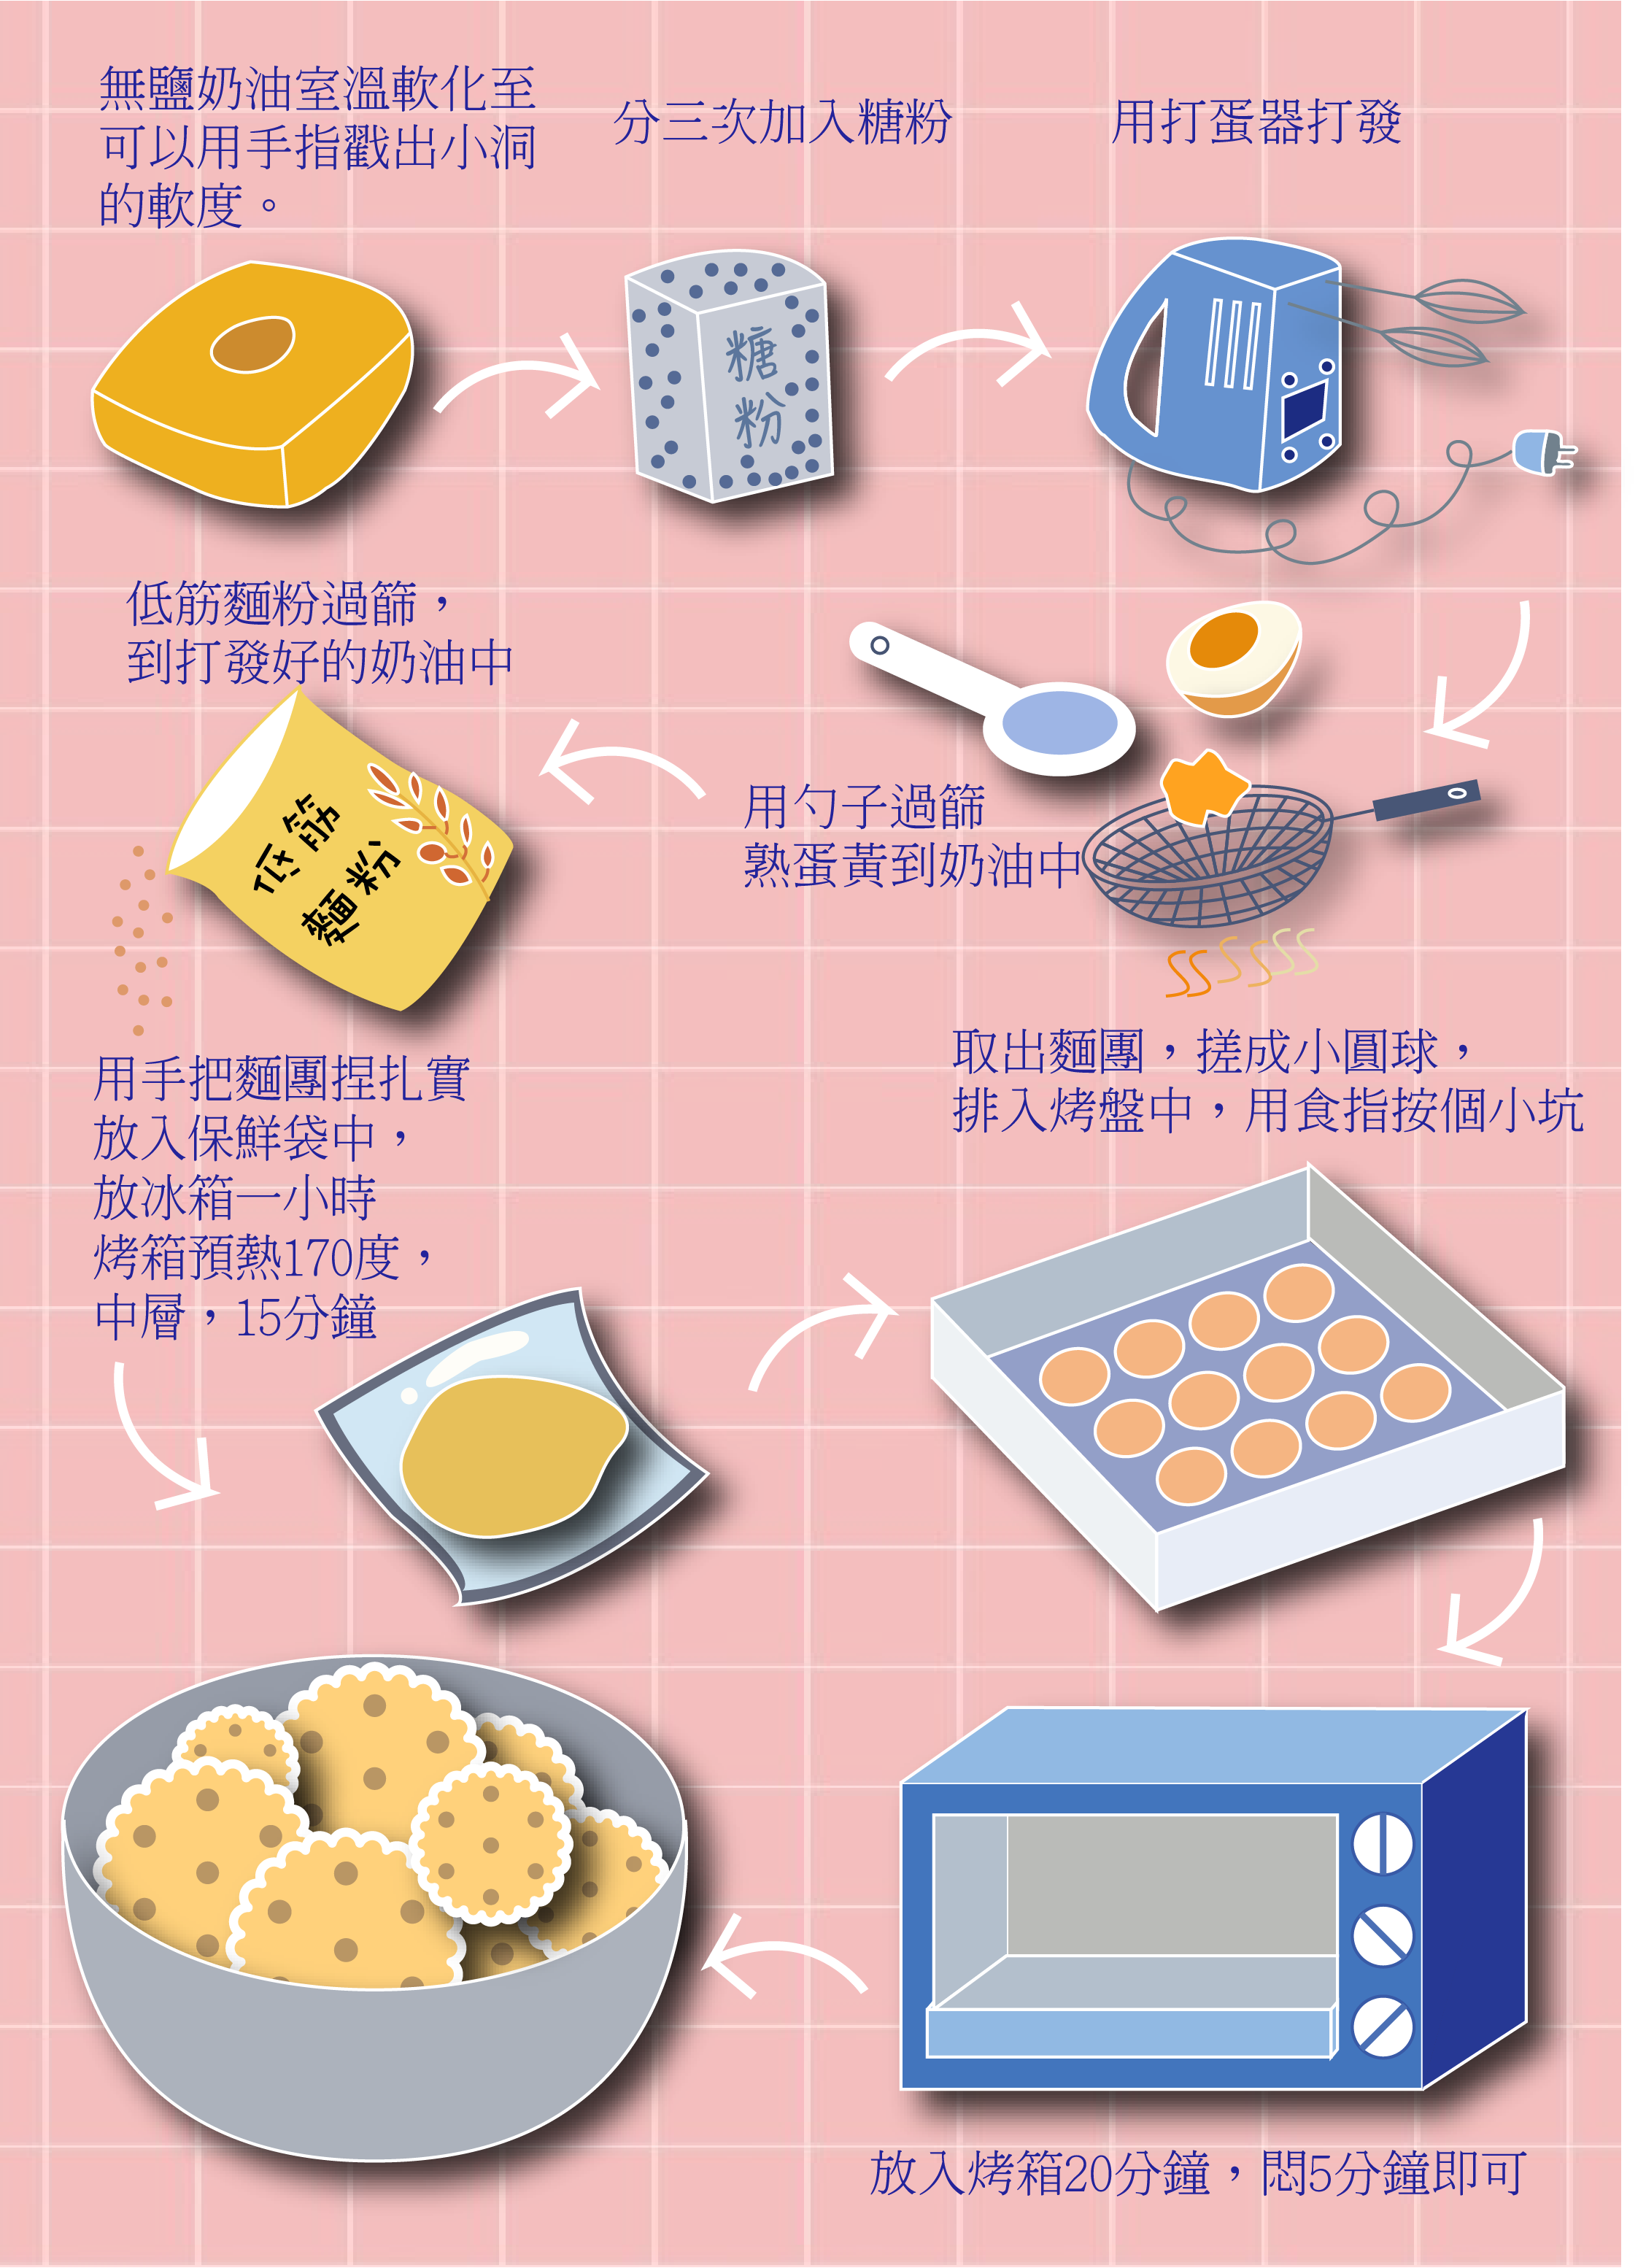 無鹽奶油室溫軟化至
可以用手指戳出小洞
的軟度。
分三次加入糖粉
用打蛋器打發
糖
粉
用勺子過篩
熟蛋黃到奶油中
低筋麵粉過篩，
到打發好的奶油中
低筋
麵粉
用手把麵團捏扎實
放入保鮮袋中，
放冰箱一小時
烤箱預熱170度，
中層，15分鐘
取出麵團，搓成小圓球，
排入烤盤中，用食指按個小坑
放入烤箱20分鐘，悶5分鐘即可